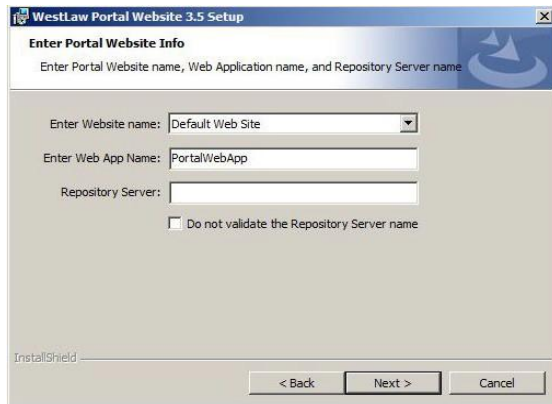 WestLaw Portal Website 3.5 Setup
Enter Portal Website Info
Enter Portal Website name, Web Application name, and Repository Server name
Enter Website name: Default Web Site
Enter Web App Name: PortalWebApp
Repository Server:
Do not validate the Repository Server name
InstallShield
< Back Next > Cancel